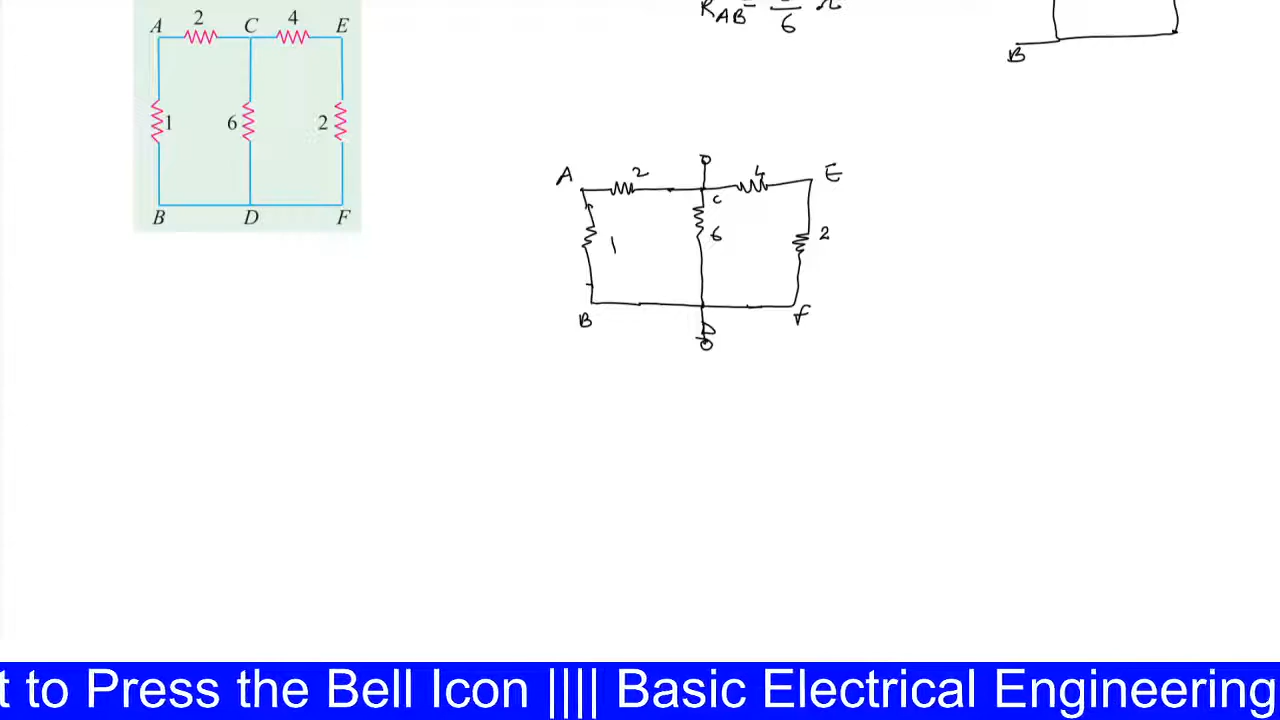 2 4
A C E
1 6 2
B D F
R_AB = /6 Ω
B
A 2 4 E
C
1 6 2
B D F
t to Press the Bell Icon |||| Basic Electrical Engineering